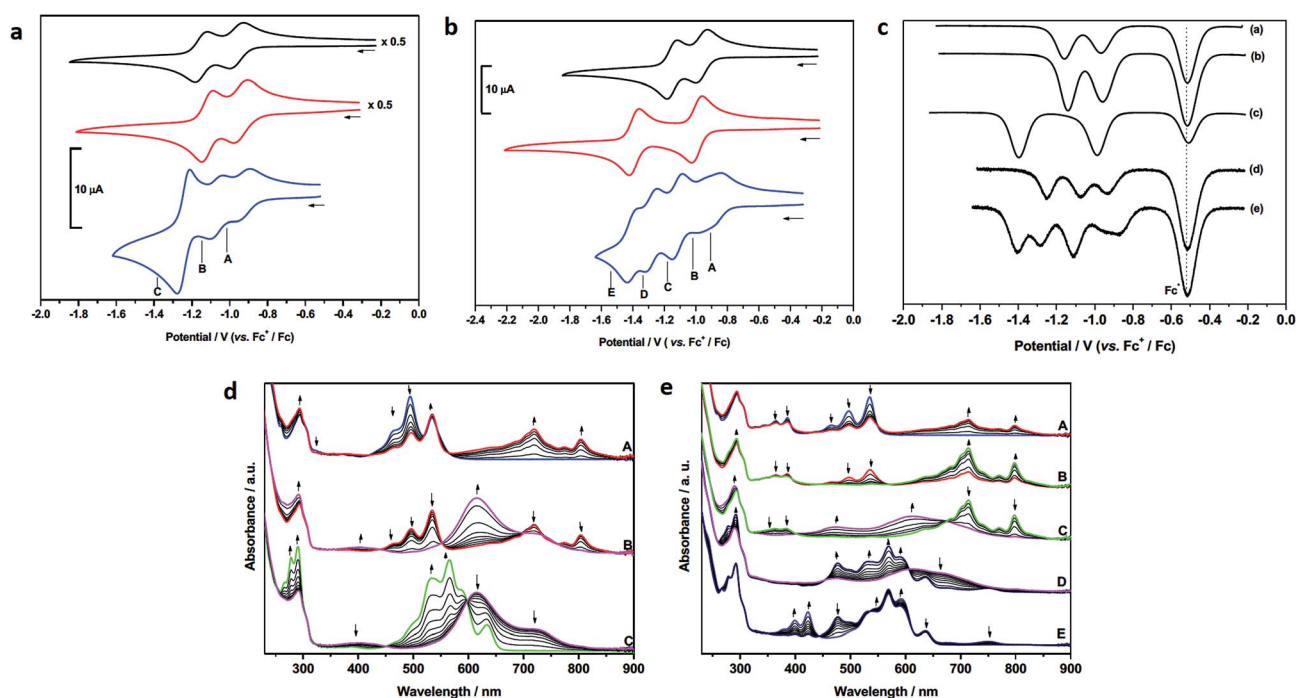 a
x 0.5
x 0.5
10 µA
A
B
C
-2.0 -1.8 -1.6 -1.4 -1.2 -1.0 -0.8 -0.6 -0.4 -0.2 0.0
Potential / V (vs. Fc+ / Fc)
b
10 µA
A
B
C
D
E
-2.6 -2.4 -2.2 -2.0 -1.8 -1.6 -1.4 -1.2 -1.0 -0.8 -0.6 -0.4 -0.2 0.0
Potential / V ( vs. Fc+ / Fc)
c
(a)
(b)
(c)
(d)
(e)
Fc*
-2.0 -1.8 -1.6 -1.4 -1.2 -1.0 -0.8 -0.6 -0.4 -0.2 0.0
Potential / V (vs. Fc+ / Fc)
d
Absorbance / a.u.
A
B
C
300 400 500 600 700 800 900
Wavelength / nm
e
Absorbance / a.u.
A
B
C
D
E
300 400 500 600 700 800 900
Wavelength / nm